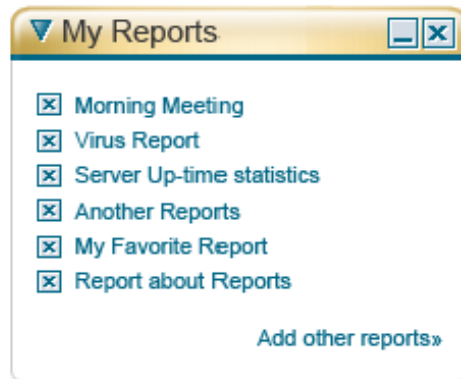 My Reports
Morning Meeting
Virus Report
Server Up-time statistics
Another Reports
My Favorite Report
Report about Reports
Add other reports»